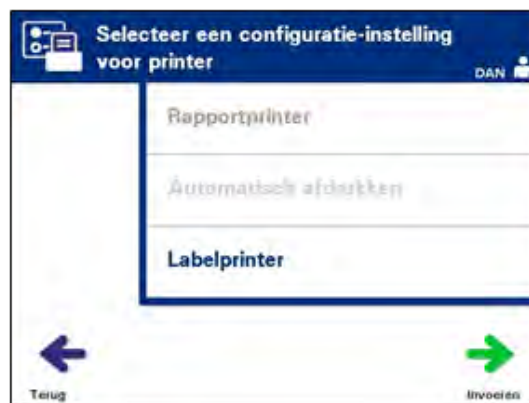 Selecteer een configuratie-instelling
voor printer
DAN
Rapportprinter
Automatisch afdrukken
Labelprinter
Terug
Invoeren